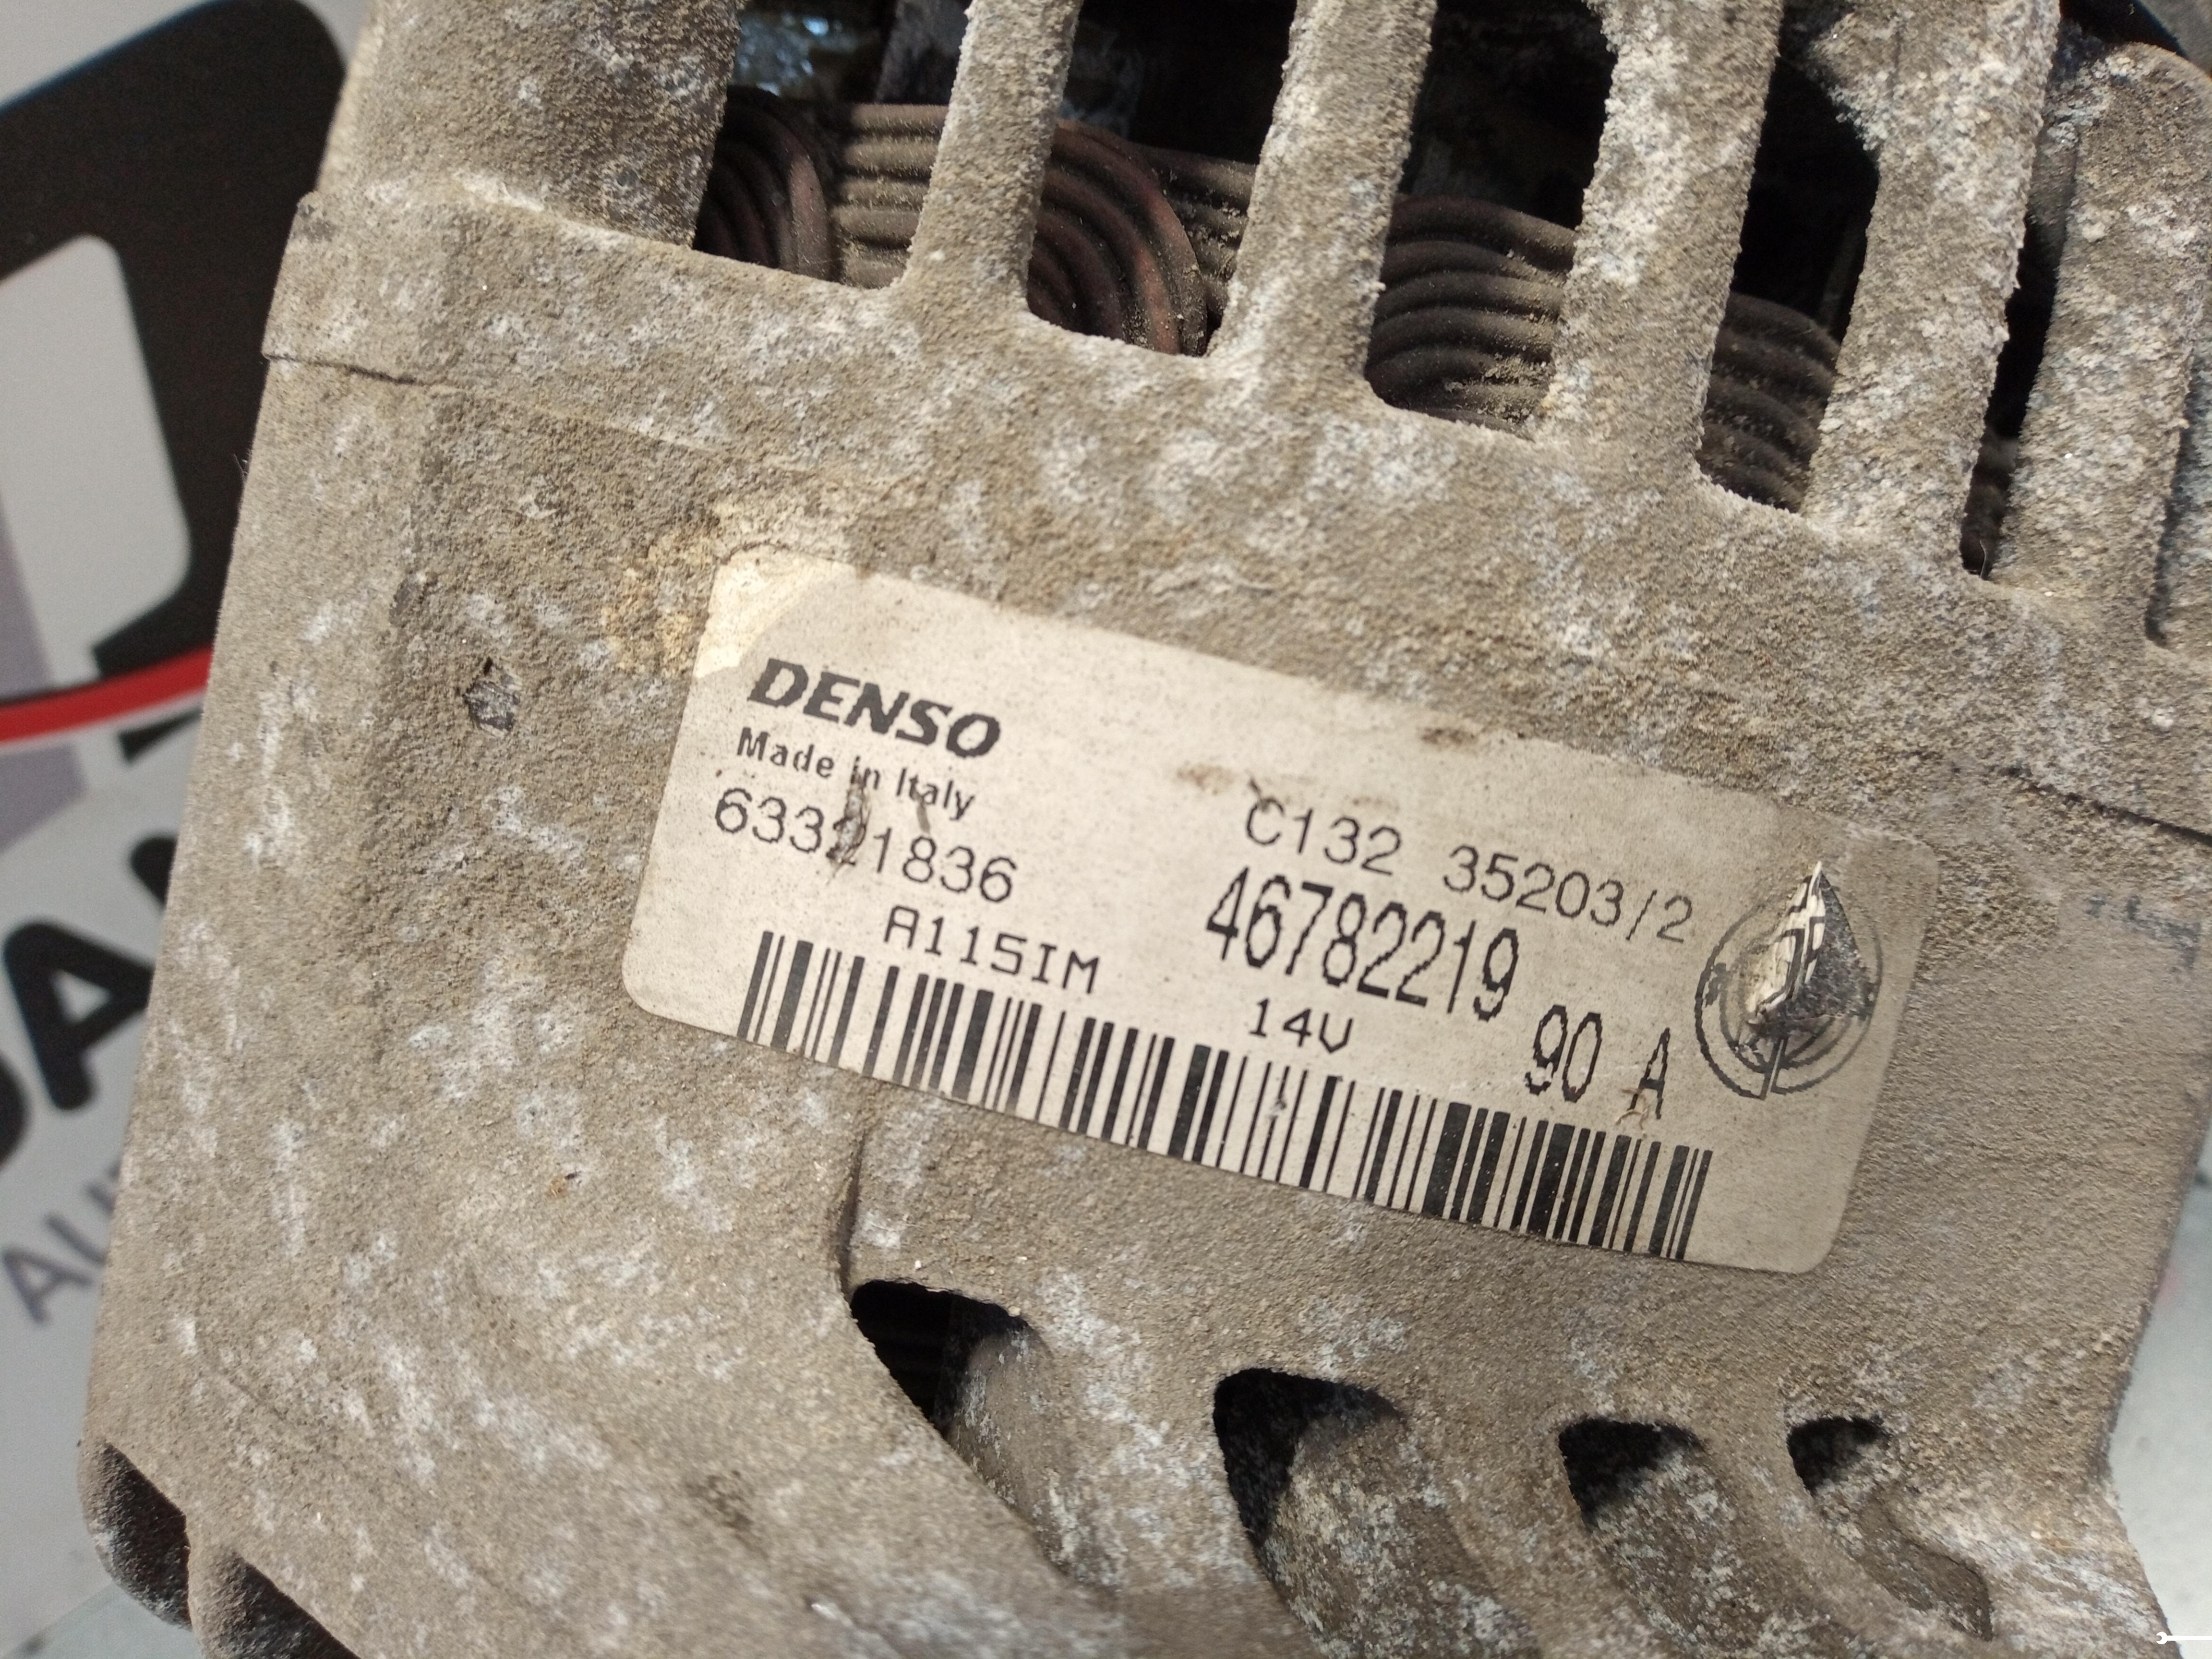 DENSO
Made in Italy
63321836
A115IM
C132 35203/2
46782219
14V
90 A